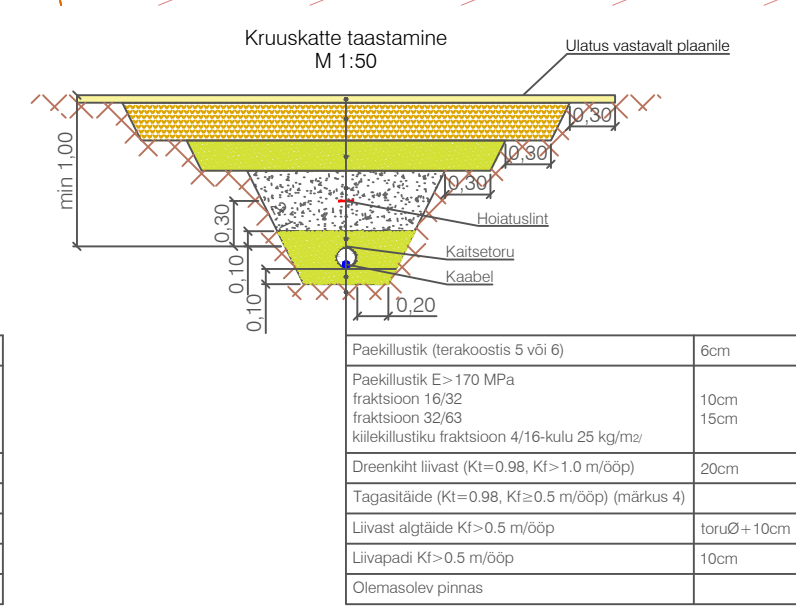 Kruuskatte taastamine
M 1:50
Ulatus vastavalt plaanile
0,30
0,30
0,30
min 1,00
0,30
0,10
0,10
0,20
Hoiatuslint
Kaitsetoru
Kaabel
Paekillustik (terakoostis 5 või 6) 6cm
Paekillustik E>170 MPa
fraktsioon 16/32 10cm
fraktsioon 32/63 15cm
kiilekillustiku fraktsioon 4/16-kulu 25 kg/m2/
Dreenkiht liivast (Kt=0.98, Kf>1.0 m/ööp) 20cm
Tagasitäide (Kt=0.98, Kf≥0.5 m/ööp) (märkus 4)
Liivast algtäide Kf>0.5 m/ööp toruØ+10cm
Liivapadi Kf>0.5 m/ööp 10cm
Olemasolev pinnas